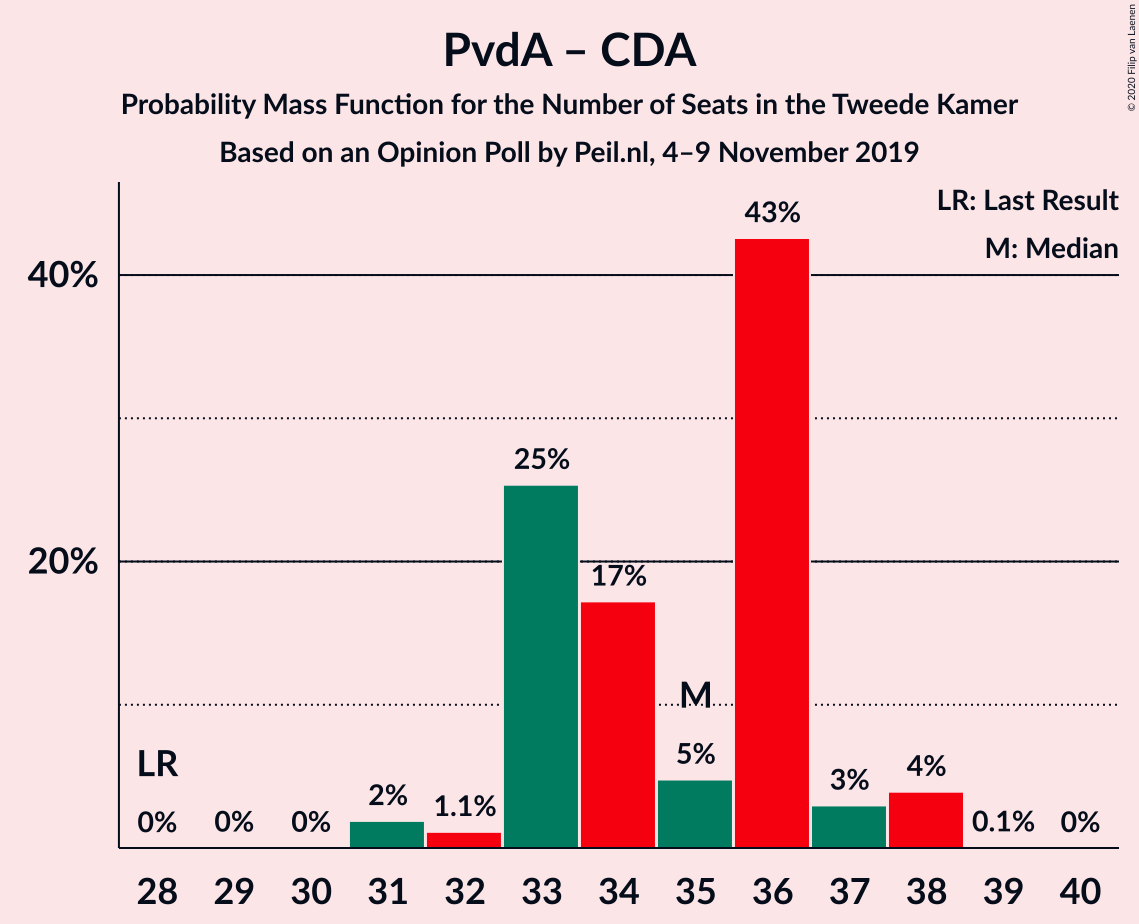 PvdA – CDA
Probability Mass Function for the Number of Seats in the Tweede Kamer
Based on an Opinion Poll by Peil.nl, 4–9 November 2019
© 2020 Filip van Laenen
LR: Last Result
M: Median
43%
40%
25%
20%
17%
M
5%
LR
4%
3%
2%
1.1%
0% 0% 0% 0.1% 0%
28 29 30 31 32 33 34 35 36 37 38 39 40